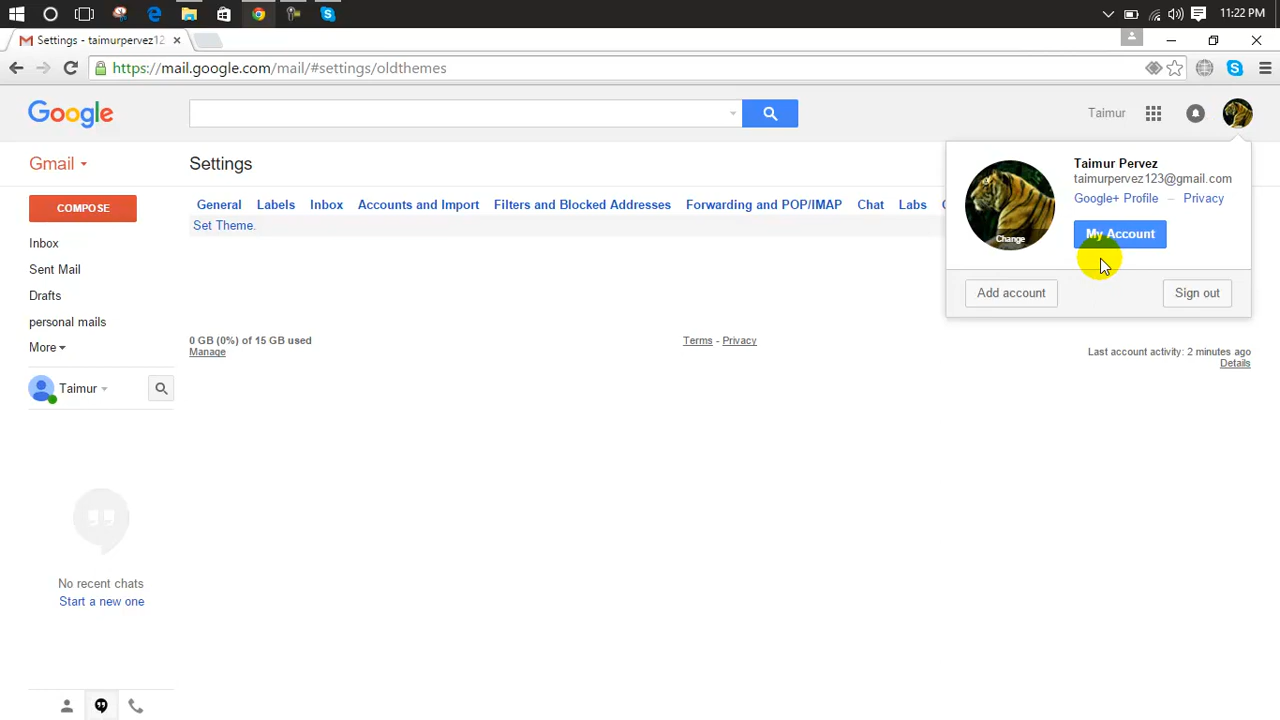 11:22 PM
Settings - taimurpervez12
https://mail.google.com/mail/#settings/oldthemes
Google
Taimur
Gmail
Settings
Taimur Pervez
taimurpervez123@gmail.com
Google+ Profile – Privacy
Change
My Account
Add account
Sign out
COMPOSE
General Labels Inbox Accounts and Import Filters and Blocked Addresses Forwarding and POP/IMAP Chat Labs
Set Theme.
Inbox
Sent Mail
Drafts
personal mails
More
0 GB (0%) of 15 GB used
Manage
Terms - Privacy
Last account activity: 2 minutes ago
Details
Taimur
No recent chats
Start a new one